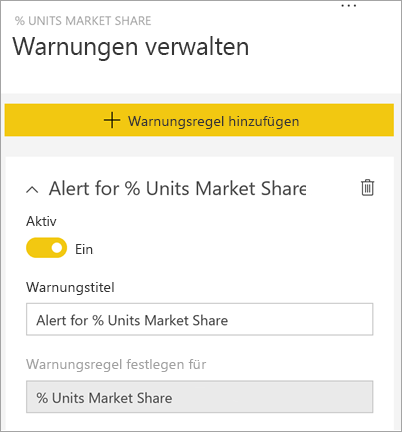 % UNITS MARKET SHARE
Warnungen verwalten
Warnungsregel hinzufügen
Alert for % Units Market Share
Aktiv
Ein
Warnungstitel
Alert for % Units Market Share
Warnungsregel festlegen für
% Units Market Share